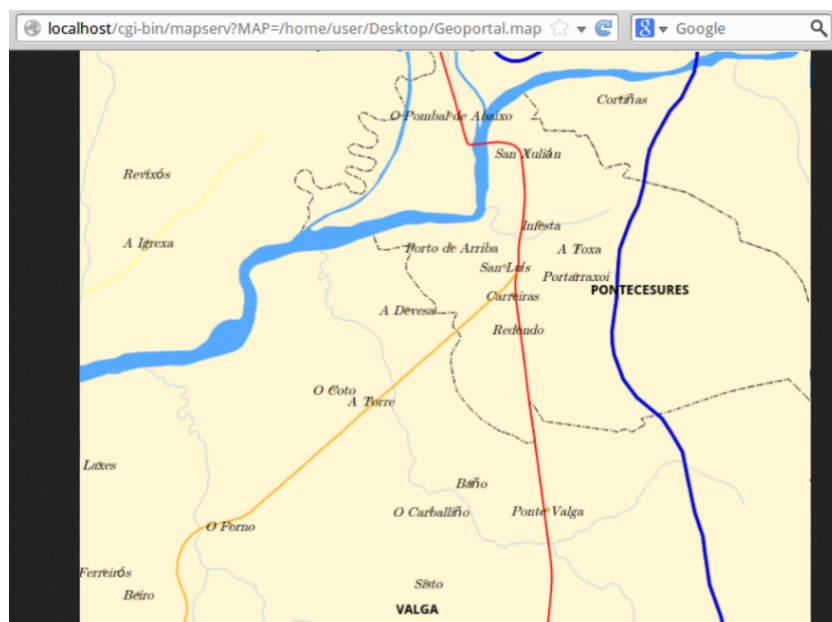 localhost/cgi-bin/mapserv?MAP=/home/user/Desktop/Geoportal.map
Google
Cortiñas
O Pombal de Abaixo
San Xulián
Revixós
Infesta
A Igrexa
Porto de Arriba
A Toxa
San Luís
Portarraxoi
PONTECESURES
Carreiras
A Devesa
Redondo
O Coto
A Torre
Laxes
Baño
O Carballiño
Ponte Valga
O Forno
Ferreirós
Sisto
Beiro
VALGA